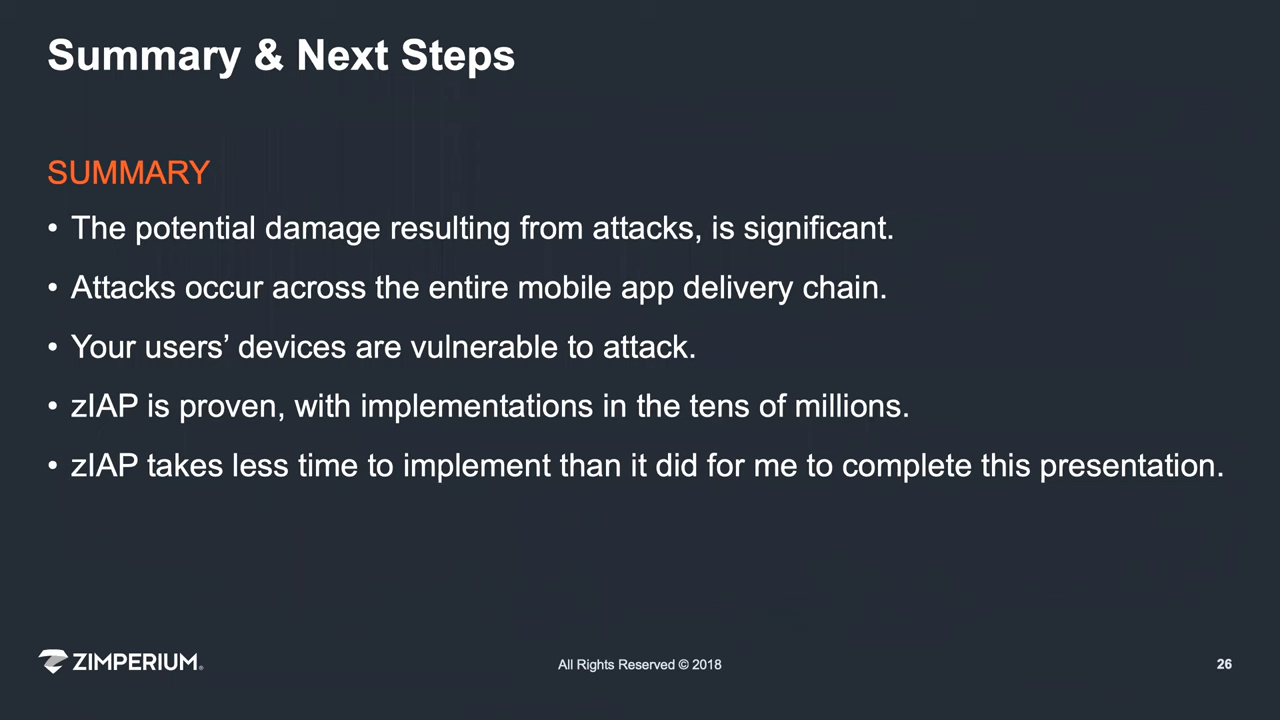 Summary & Next Steps
SUMMARY
• The potential damage resulting from attacks, is significant.
• Attacks occur across the entire mobile app delivery chain.
• Your users’ devices are vulnerable to attack.
• zIAP is proven, with implementations in the tens of millions.
• zIAP takes less time to implement than it did for me to complete this presentation.
ZIMPERIUM®
All Rights Reserved © 2018
26